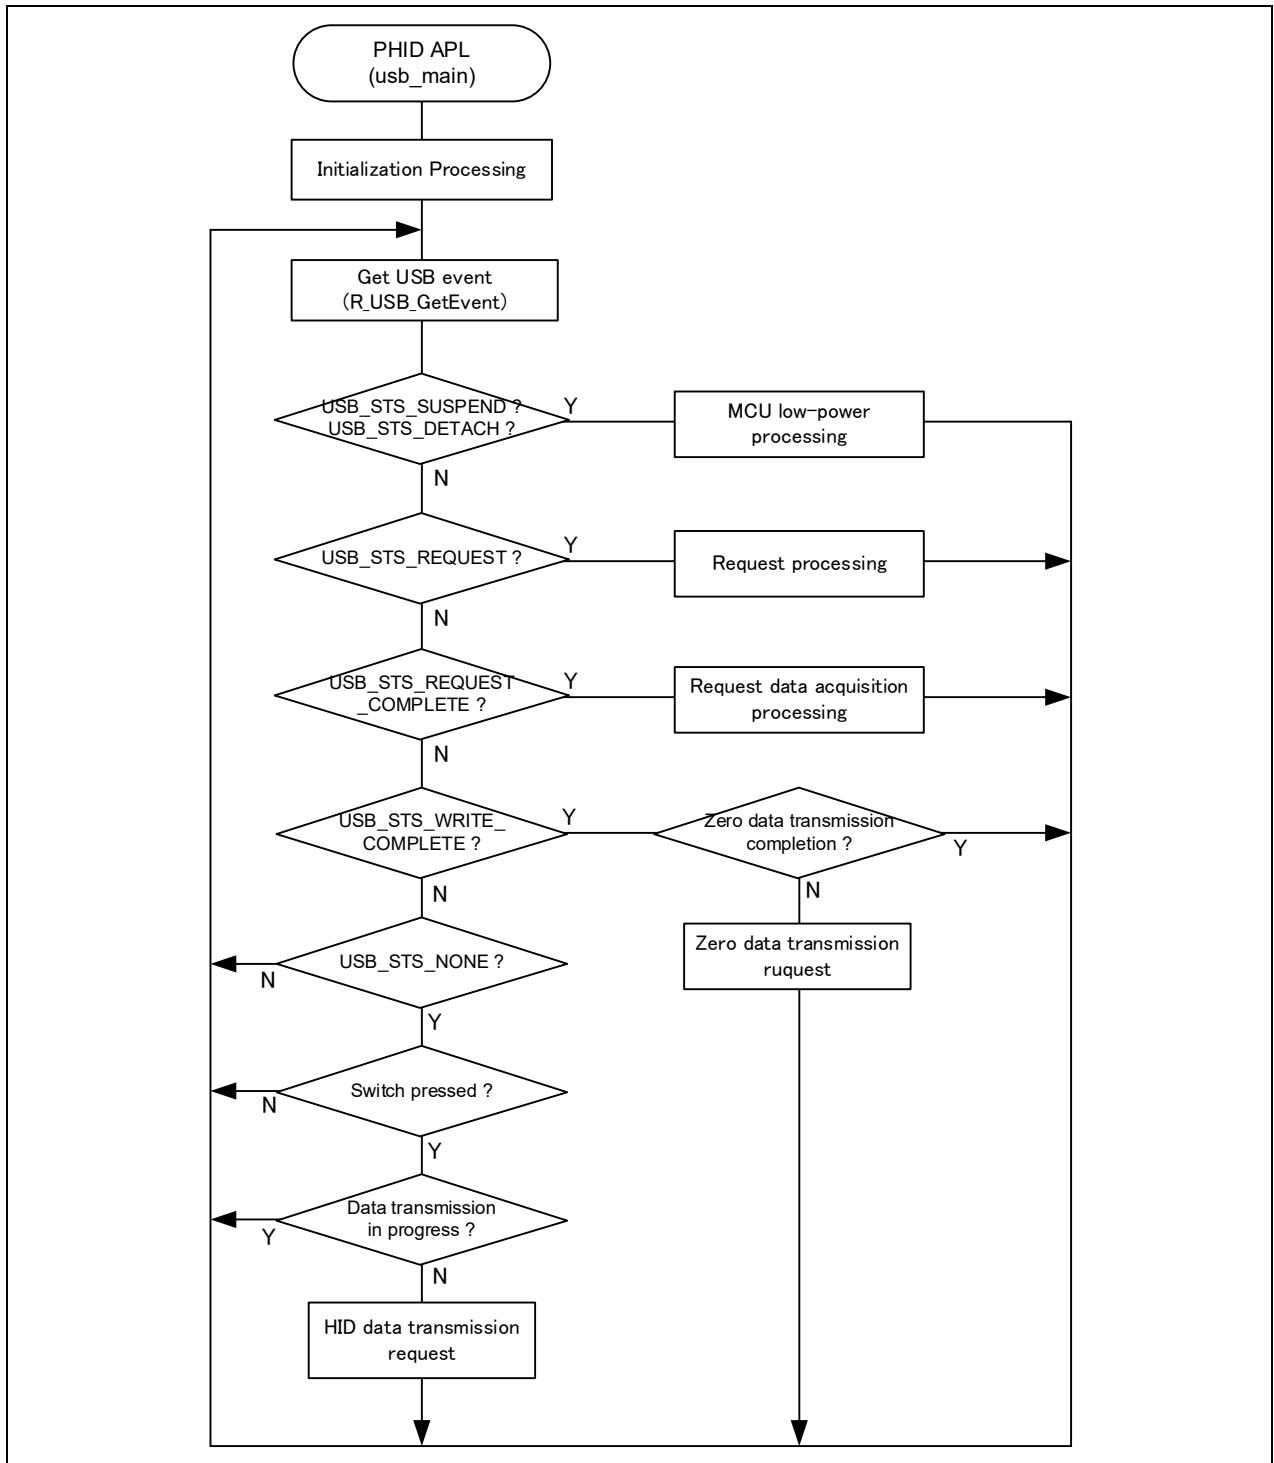 PHID APL
(usb_main)
Initialization Processing
Get USB event
(R_USB_GetEvent)
USB_STS_SUSPEND ?
USB_STS_DETACH ?
Y
MCU low-power
processing
N
USB_STS_REQUEST ?
Y
Request processing
N
USB_STS_REQUEST
_COMPLETE ?
Y
Request data acquisition
processing
N
USB_STS_WRITE_
COMPLETE ?
Y
Zero data transmission
completion ?
Y
N
N
Zero data transmission
ruquest
USB_STS_NONE ?
N
Y
Switch pressed ?
N
Y
Data transmission
in progress ?
Y
N
HID data transmission
request